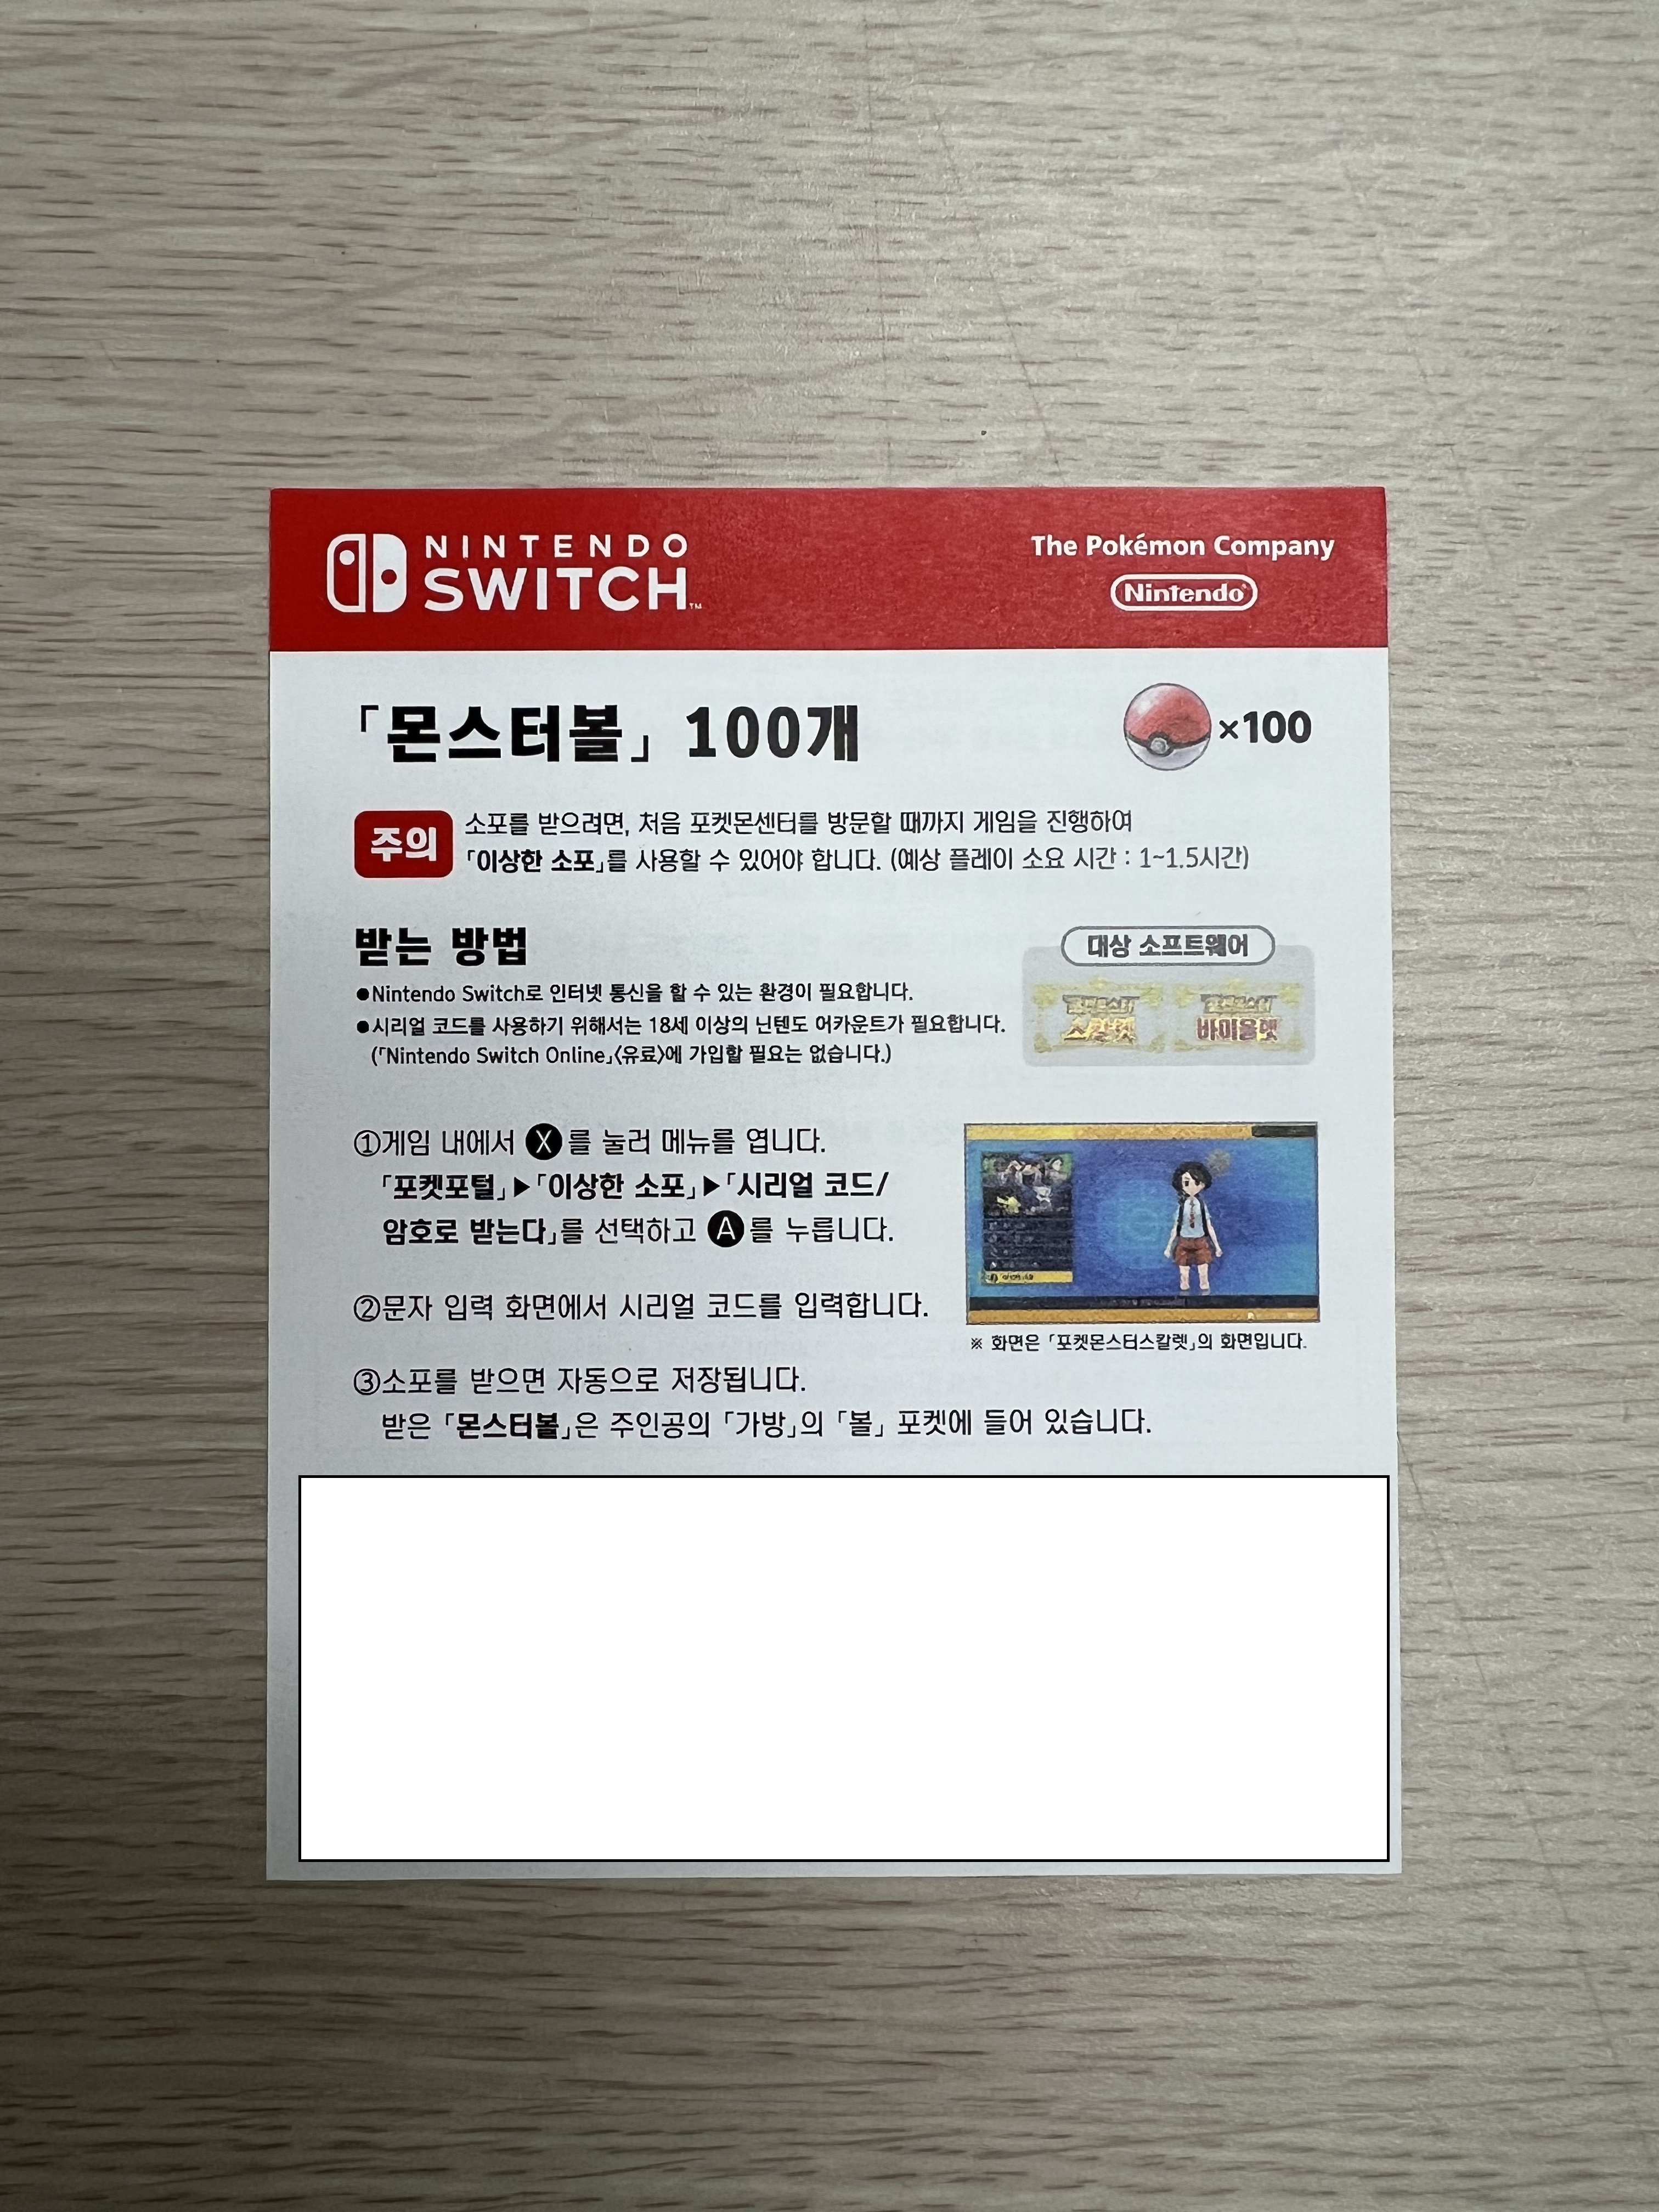 NINTENDO
SWITCH™
The Pokémon Company
Nintendo
「몬스터볼」 100개
×100
주의
소포를 받으려면, 처음 포켓몬센터를 방문할 때까지 게임을 진행하여
「이상한 소포」를 사용할 수 있어야 합니다. (예상 플레이 소요 시간 : 1~1.5시간)
받는 방법
●Nintendo Switch로 인터넷 통신을 할 수 있는 환경이 필요합니다.
●시리얼 코드를 사용하기 위해서는 18세 이상의 닌텐도 어카운트가 필요합니다.
(「Nintendo Switch Online」〈유료〉에 가입할 필요는 없습니다.)
대상 소프트웨어
포켓몬스터
스칼렛
포켓몬스터
바이올렛
①게임 내에서 X 를 눌러 메뉴를 엽니다.
「포켓포털」▶「이상한 소포」▶「시리얼 코드/
암호로 받는다」를 선택하고 A 를 누릅니다.
②문자 입력 화면에서 시리얼 코드를 입력합니다.
※ 화면은 「포켓몬스터스칼렛」의 화면입니다.
③소포를 받으면 자동으로 저장됩니다.
받은 「몬스터볼」은 주인공의 「가방」의 「볼」 포켓에 들어 있습니다.